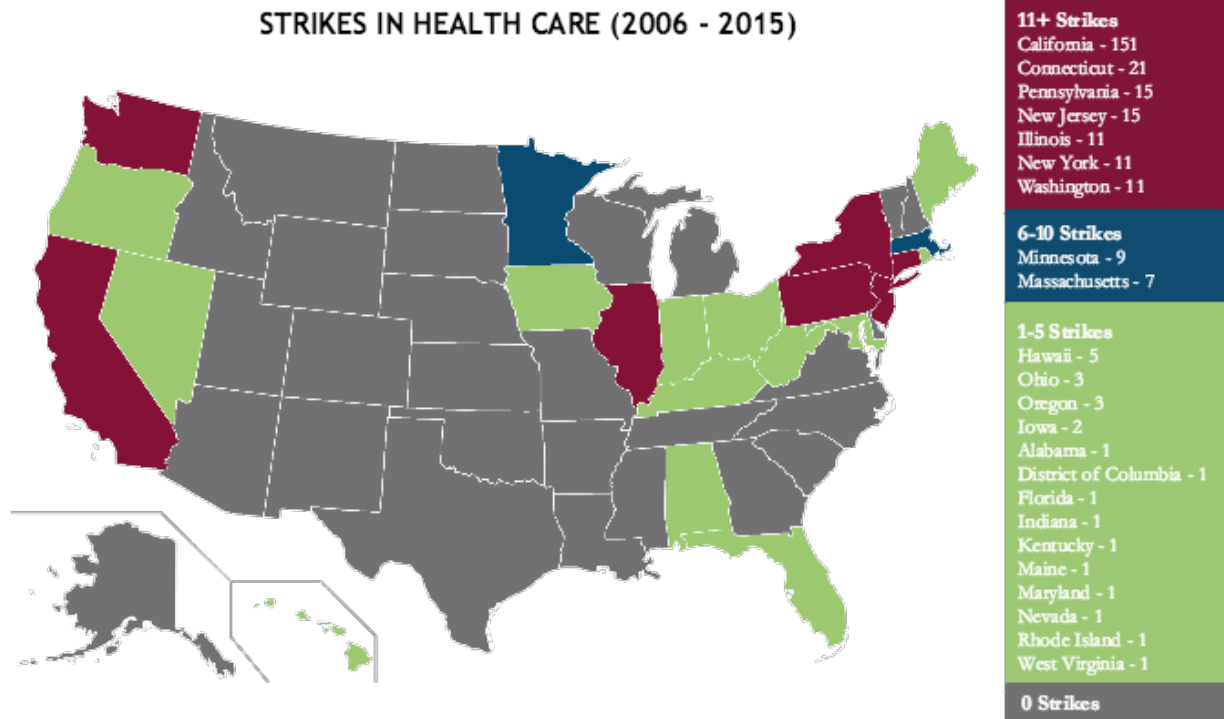 STRIKES IN HEALTH CARE (2006 - 2015)
11+ Strikes
California - 151
Connecticut - 21
Pennsylvania - 15
New Jersey - 15
Illinois - 11
New York - 11
Washington - 11
6-10 Strikes
Minnesota - 9
Massachusetts - 7
1-5 Strikes
Hawaii - 5
Ohio - 3
Oregon - 3
Iowa - 2
Alabama - 1
District of Columbia - 1
Florida - 1
Indiana - 1
Kentucky - 1
Maine - 1
Maryland - 1
Nevada - 1
Rhode Island - 1
West Virginia - 1
0 Strikes